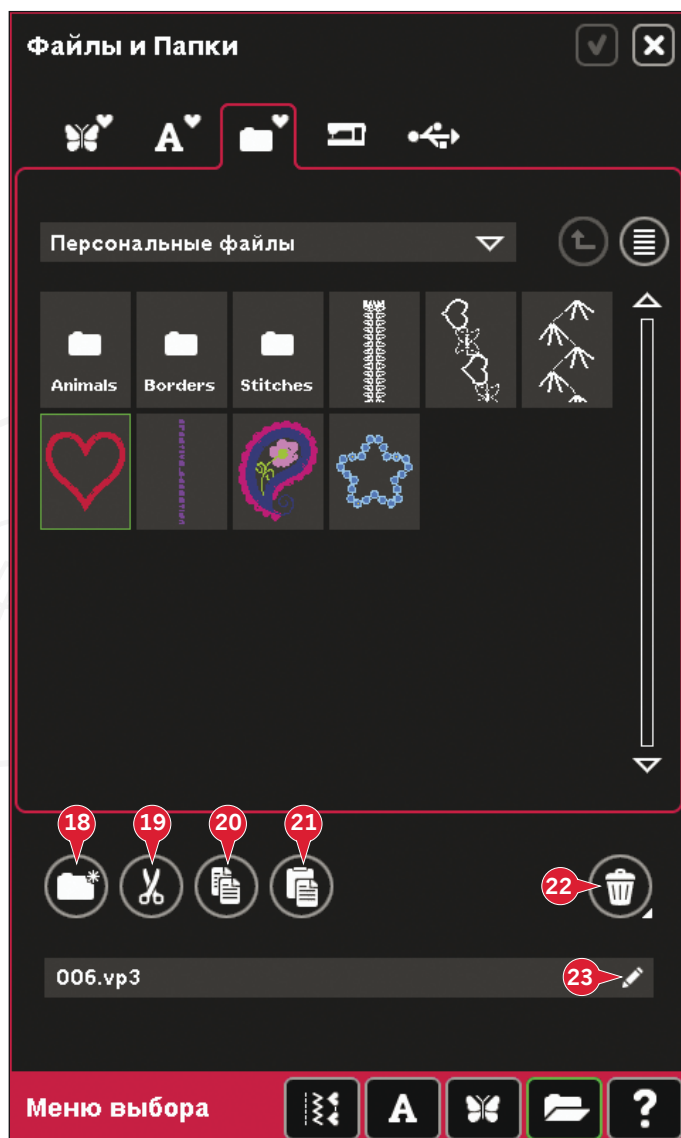 Файлы и Папки
A
Персональные файлы
Animals Borders Stitches
18 19 20 21
22
006.vp3 23
Меню выбора A ?